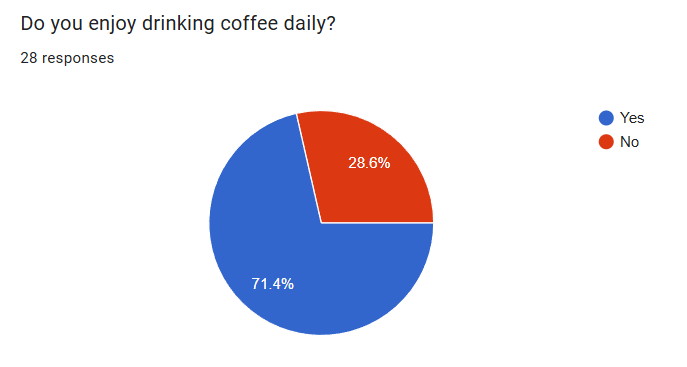 Do you enjoy drinking coffee daily?
28 responses
Yes
No
28.6%
71.4%